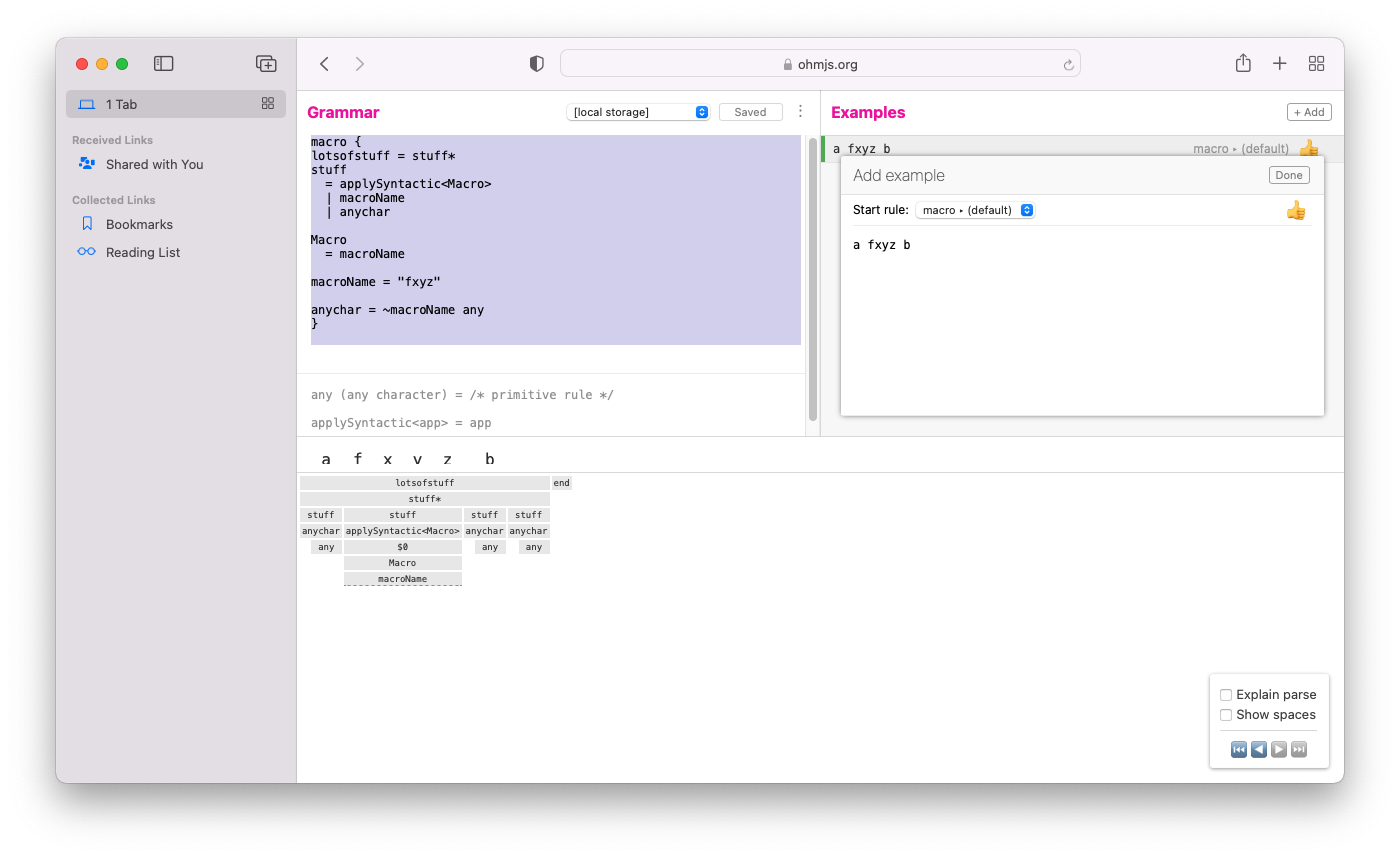 ohmjs.org
1 Tab
Received Links
Shared with You
Collected Links
Bookmarks
Reading List
Grammar
[local storage]
Saved
macro {
lotsofstuff = stuff*
stuff
  = applySyntactic<Macro>
  | macroName
  | anychar
Macro
  = macroName
macroName = "fxyz"
anychar = ~macroName any
}
any (any character) = /* primitive rule */
applySyntactic<app> = app
Examples
+ Add
a fxyz b macro ▸ (default)
Add example
Done
Start rule: macro ▸ (default)
a fxyz b
a f x y z b
lotsofstuff end
stuff*
stuff stuff stuff stuff
anychar applySyntactic<Macro> anychar anychar
any $0 any any
Macro
macroName
Explain parse
Show spaces